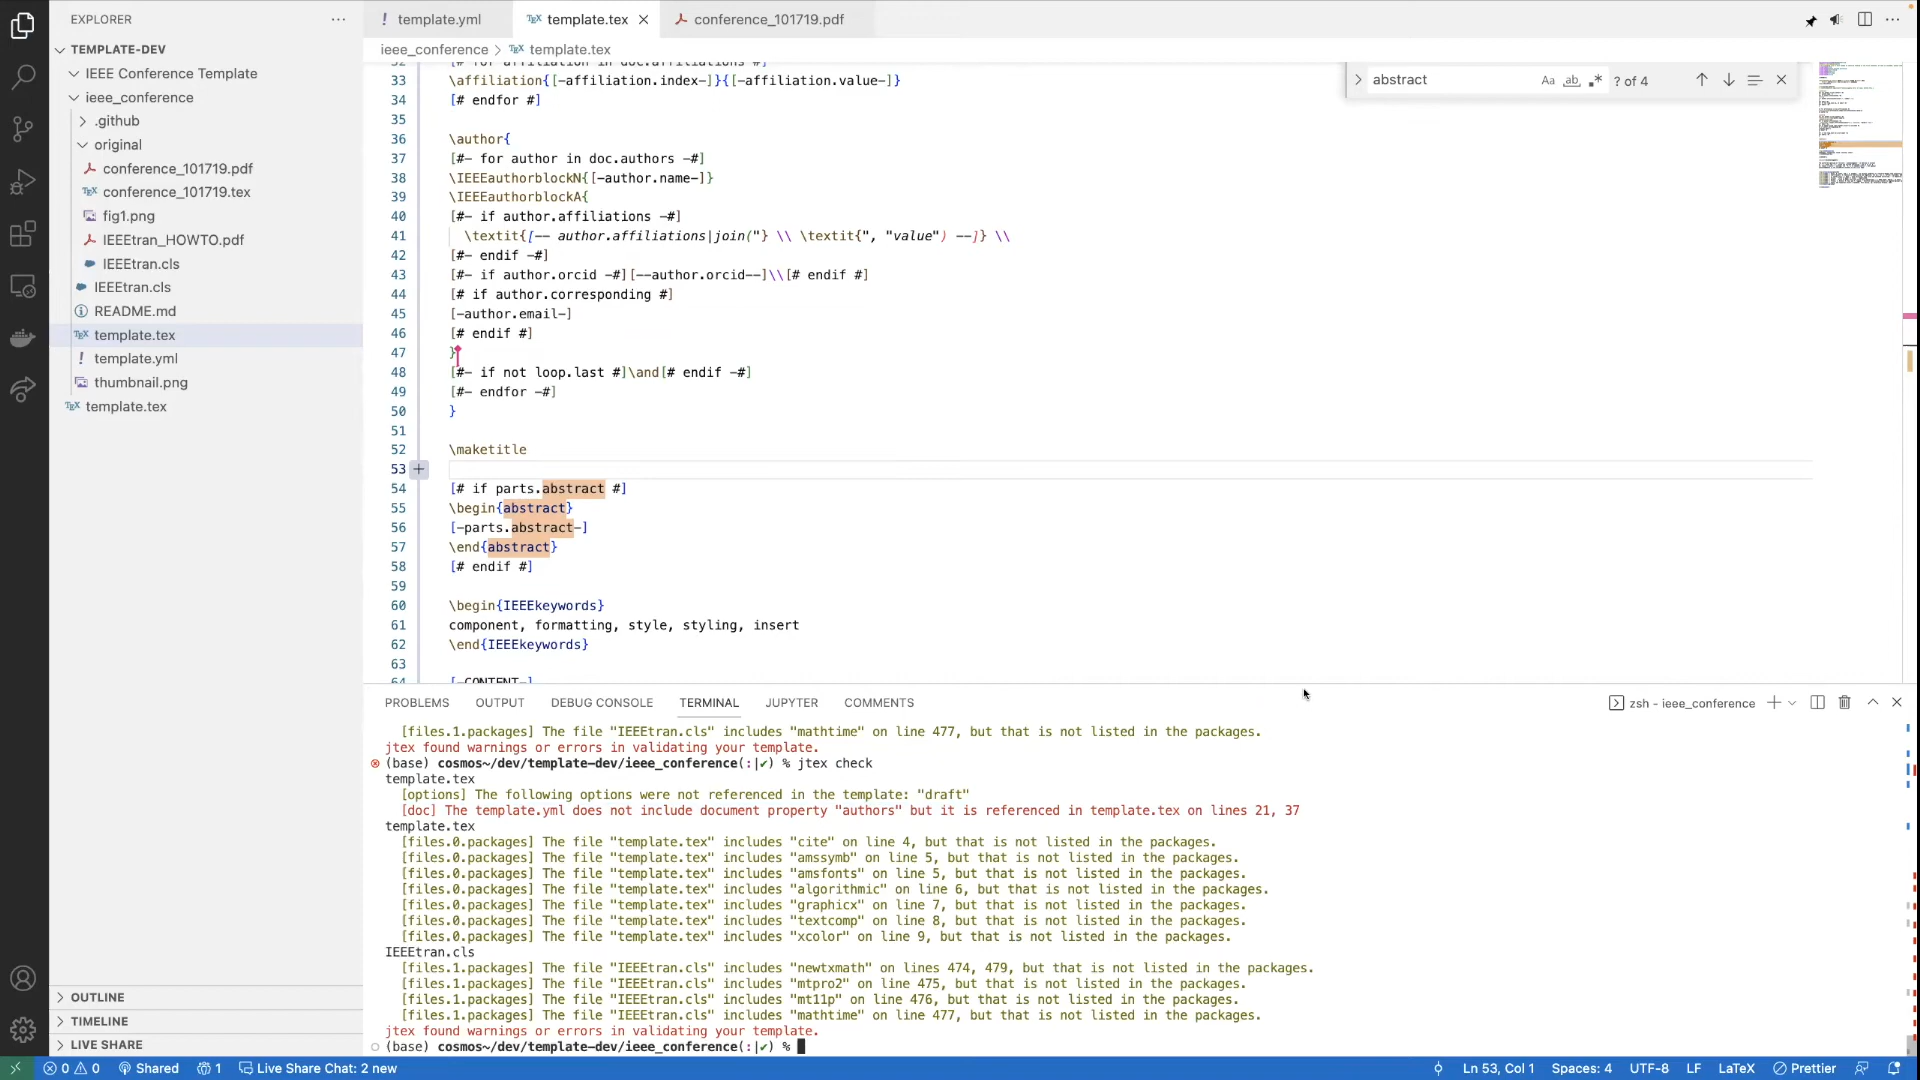 EXPLORER
template.yml
TEX template.tex
conference_101719.pdf
TEMPLATE-DEV
IEEE Conference Template
ieee_conference
.github
original
conference_101719.pdf
TEX conference_101719.tex
fig1.png
IEEEtran_HOWTO.pdf
IEEEtran.cls
IEEEtran.cls
README.md
TEX template.tex
! template.yml
thumbnail.png
TEX template.tex
OUTLINE
TIMELINE
LIVE SHARE
ieee_conference > TEX template.tex
abstract Aa ab ? of 4
32 [# for affiliation in doc.affiliations #]
33 \affiliation{[-affiliation.index-]}{[-affiliation.value-]}
34 [# endfor #]
35
36 \author{
37 [#- for author in doc.authors -#]
38 \IEEEauthorblockN{[-author.name-]}
39 \IEEEauthorblockA{
40 [#- if author.affiliations -#]
41 \textit{[-- author.affiliations|join("} \\ \textit{", "value") --]} \\
42 [#- endif -#]
43 [#- if author.orcid -#][--author.orcid--]\\[# endif #]
44 [# if author.corresponding #]
45 [-author.email-]
46 [# endif #]
47 }
48 [#- if not loop.last #]\and[# endif -#]
49 [#- endfor -#]
50 }
51
52 \maketitle
53
54 [# if parts.abstract #]
55 \begin{abstract}
56 [-parts.abstract-]
57 \end{abstract}
58 [# endif #]
59
60 \begin{IEEEkeywords}
61 component, formatting, style, styling, insert
62 \end{IEEEkeywords}
63
64 [-CONTENT-]
PROBLEMS OUTPUT DEBUG CONSOLE TERMINAL JUPYTER COMMENTS
zsh - ieee_conference
[files.1.packages] The file "IEEEtran.cls" includes "mathtime" on line 477, but that is not listed in the packages.
jtex found warnings or errors in validating your template.
(base) cosmos~/dev/template-dev/ieee_conference(:|✔) % jtex check
template.tex
[options] The following options were not referenced in the template: "draft"
[doc] The template.yml does not include document property "authors" but it is referenced in template.tex on lines 21, 37
template.tex
[files.0.packages] The file "template.tex" includes "cite" on line 4, but that is not listed in the packages.
[files.0.packages] The file "template.tex" includes "amssymb" on line 5, but that is not listed in the packages.
[files.0.packages] The file "template.tex" includes "amsfonts" on line 5, but that is not listed in the packages.
[files.0.packages] The file "template.tex" includes "algorithmic" on line 6, but that is not listed in the packages.
[files.0.packages] The file "template.tex" includes "graphicx" on line 7, but that is not listed in the packages.
[files.0.packages] The file "template.tex" includes "textcomp" on line 8, but that is not listed in the packages.
[files.0.packages] The file "template.tex" includes "xcolor" on line 9, but that is not listed in the packages.
IEEEtran.cls
[files.1.packages] The file "IEEEtran.cls" includes "newtxmath" on lines 474, 479, but that is not listed in the packages.
[files.1.packages] The file "IEEEtran.cls" includes "mtpro2" on line 475, but that is not listed in the packages.
[files.1.packages] The file "IEEEtran.cls" includes "mt11p" on line 476, but that is not listed in the packages.
[files.1.packages] The file "IEEEtran.cls" includes "mathtime" on line 477, but that is not listed in the packages.
jtex found warnings or errors in validating your template.
(base) cosmos~/dev/template-dev/ieee_conference(:|✔) %
0 0 Shared 1 Live Share Chat: 2 new
Ln 53, Col 1 Spaces: 4 UTF-8 LF LaTeX Prettier